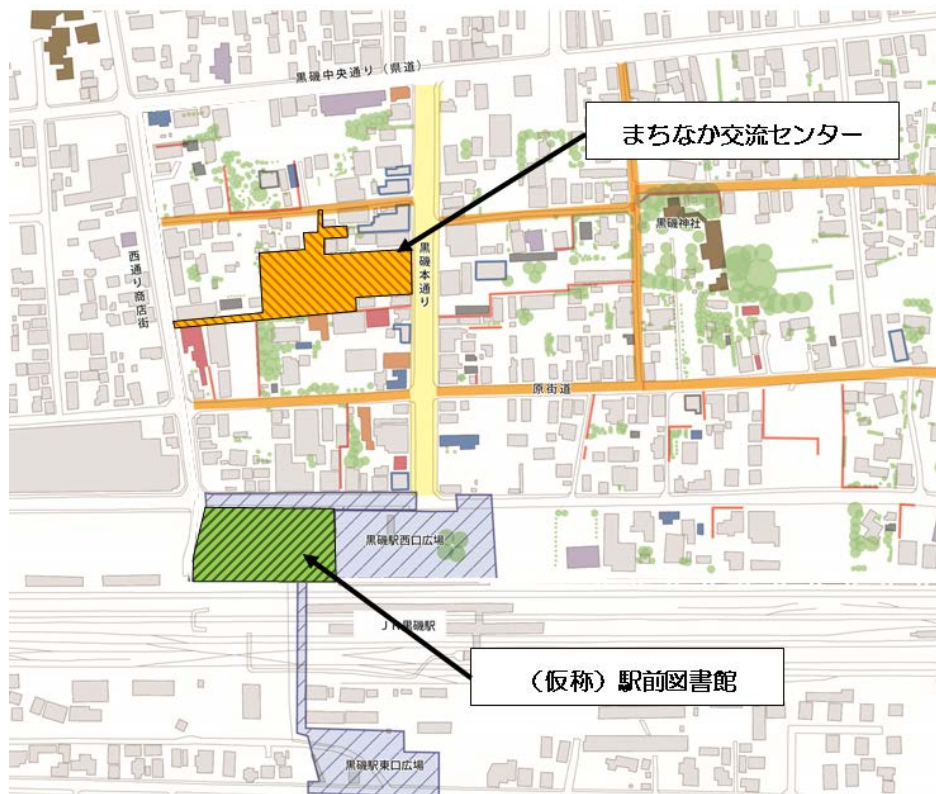 黒磯中央通り(県道)
まちなか交流センター
黒磯神社
黒磯本通り
西通り商店街
原街道
黒磯駅西口広場
JR黒磯駅
(仮称)駅前図書館
黒磯駅東口広場